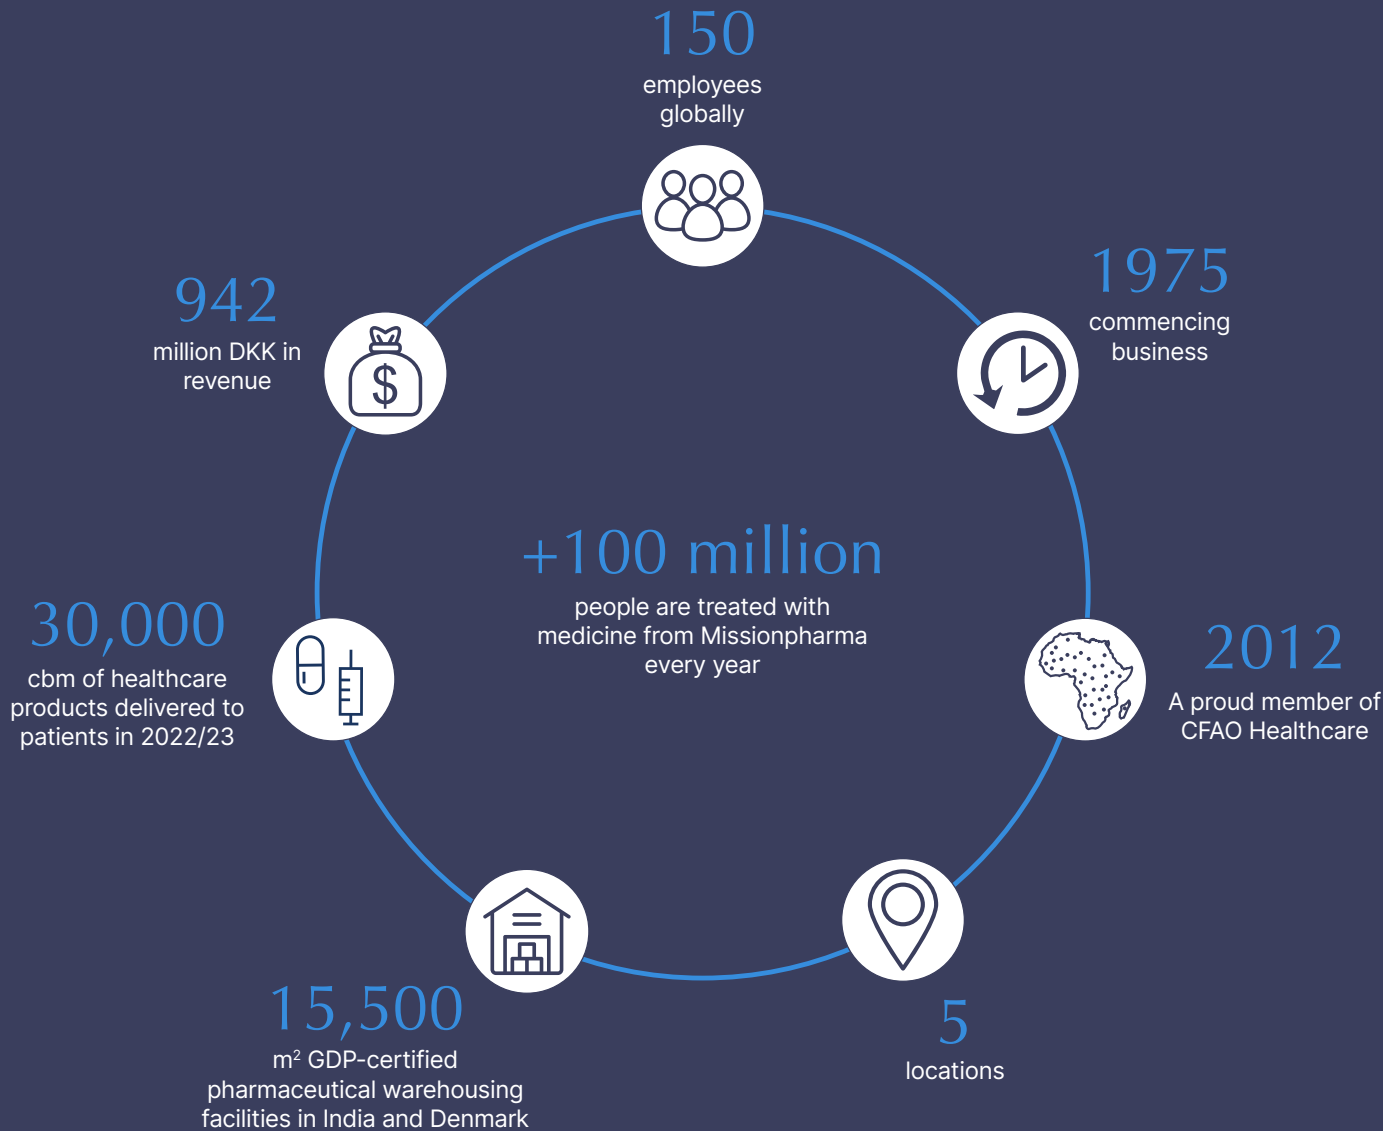 150
employees
globally
1975
commencing
business
2012
A proud member of
CFAO Healthcare
5
locations
15,500
m² GDP-certified
pharmaceutical warehousing
facilities in India and Denmark
30,000
cbm of healthcare
products delivered to
patients in 2022/23
942
million DKK in
revenue
$
+100 million
people are treated with
medicine from Missionpharma
every year